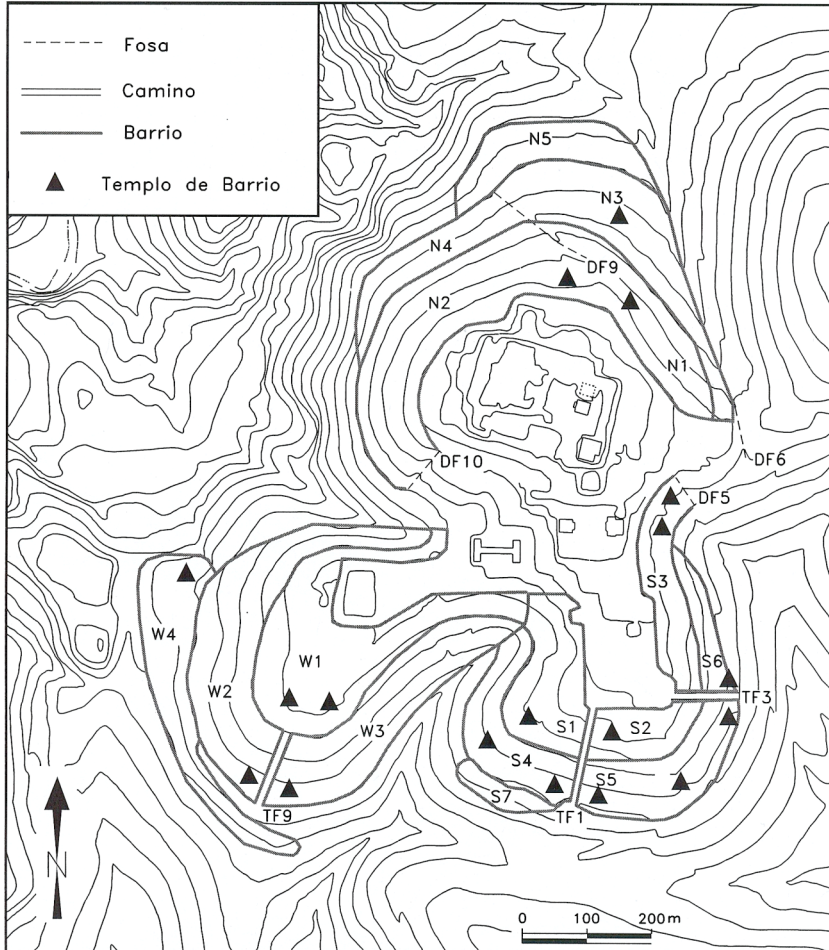 Fosa
Camino
Barrio
Templo de Barrio
N5
N3
N4
DF9
N2
N1
DF10
DF6
DF5
S3
W4
W1
S6
W2
TF3
W3
S1
S2
S4
S5
S7
TF9
TF1
N
0 100 200m